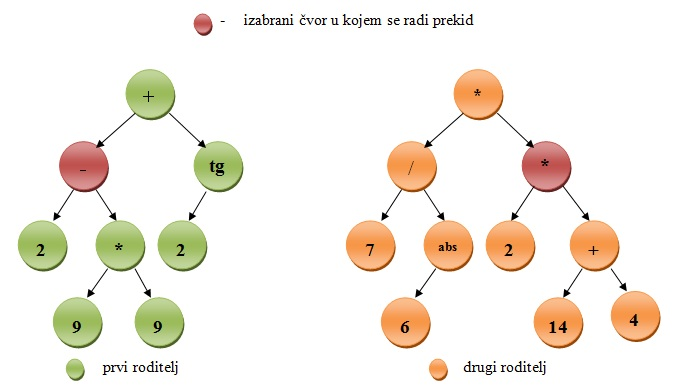 - izabrani čvor u kojem se radi prekid
+ *
- tg / *
2 * 2 7 abs 2 +
9 9 6 14 4
prvi roditelj drugi roditelj